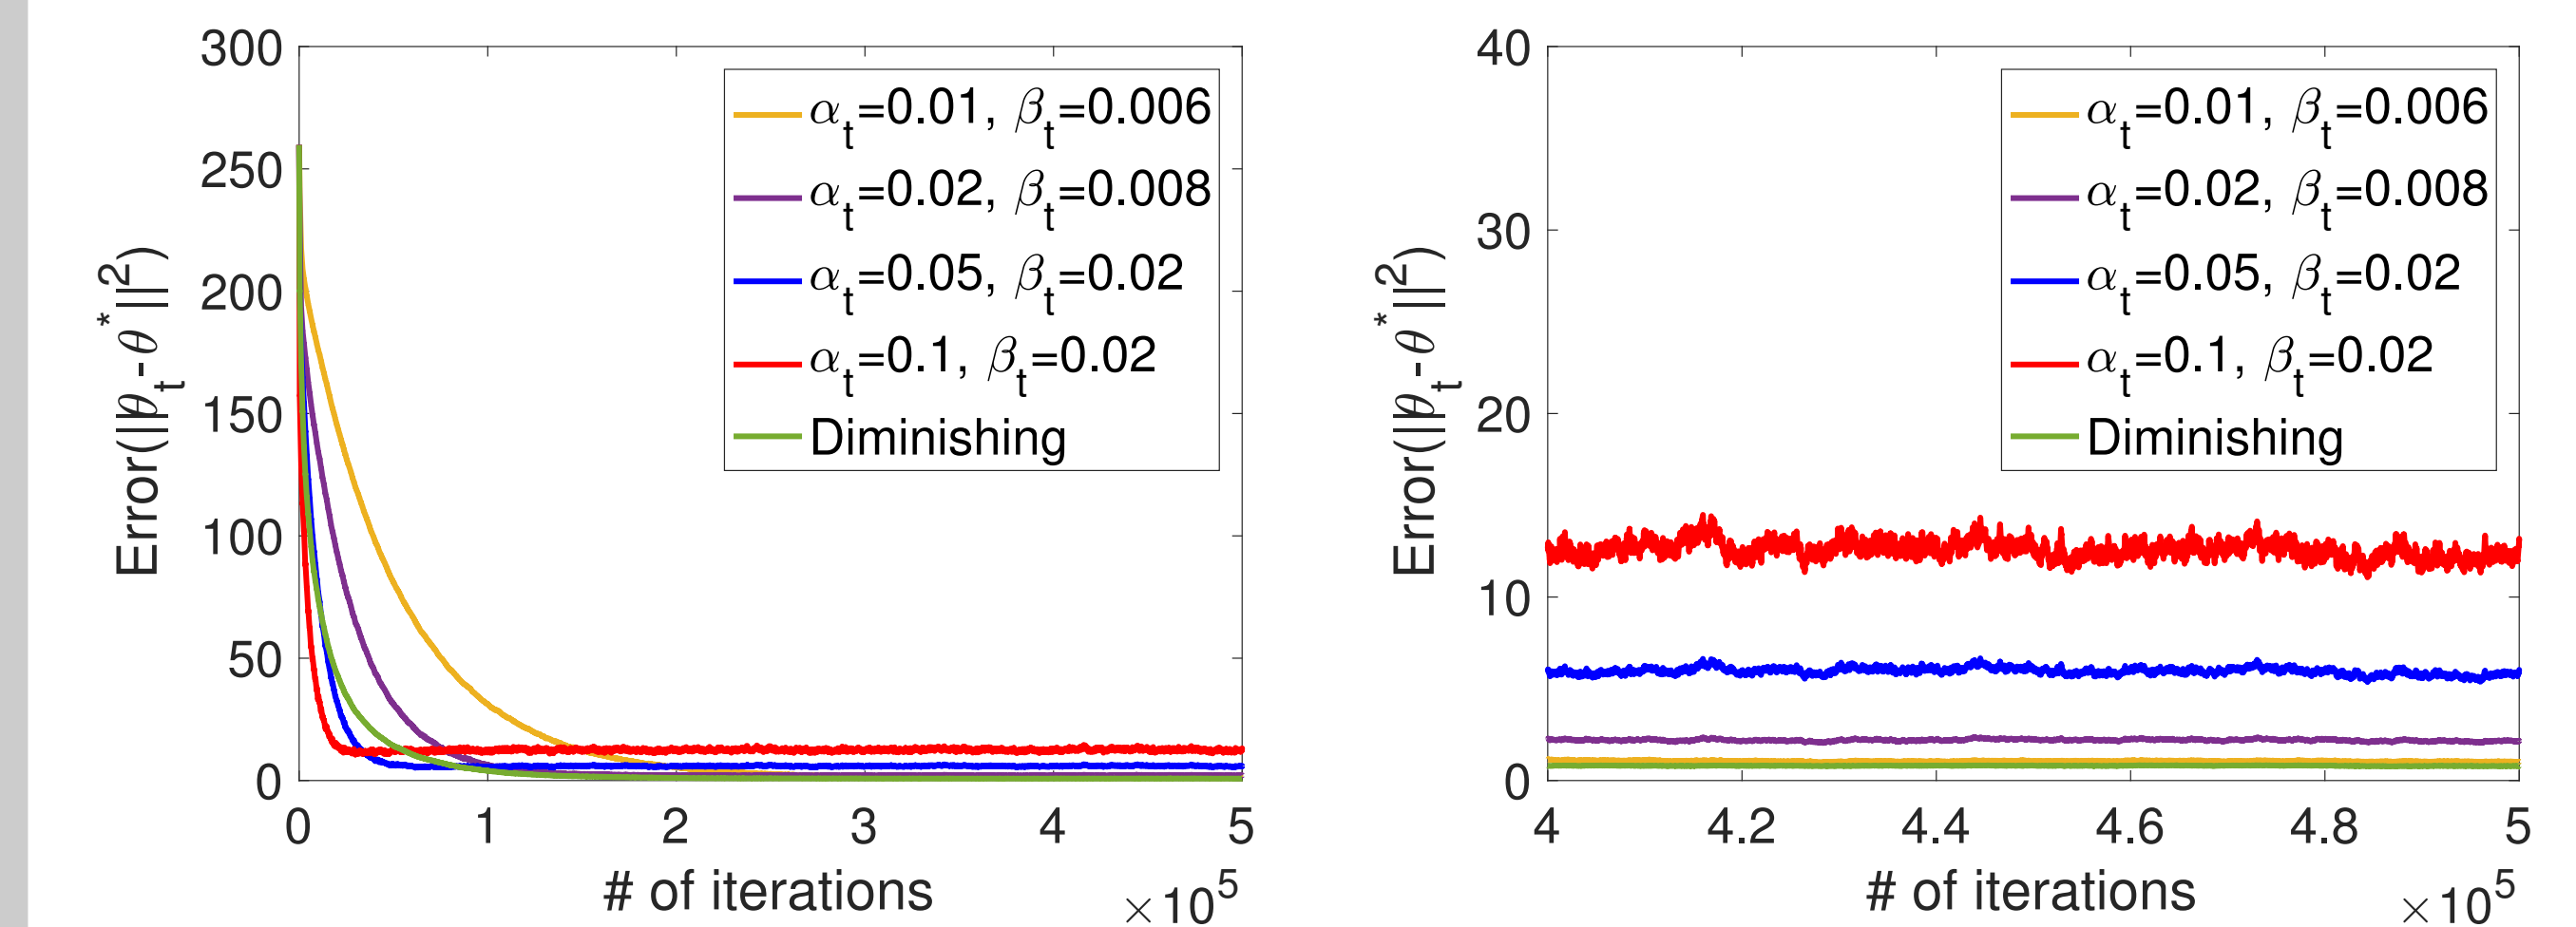 300
250
200
150
100
50
0
Error(||θₜ-θ*||²)
αₜ=0.01, βₜ=0.006
αₜ=0.02, βₜ=0.008
αₜ=0.05, βₜ=0.02
αₜ=0.1, βₜ=0.02
Diminishing
0 1 2 3 4 5
# of iterations
×10⁵
40
30
20
10
0
Error(||θₜ-θ*||²)
αₜ=0.01, βₜ=0.006
αₜ=0.02, βₜ=0.008
αₜ=0.05, βₜ=0.02
αₜ=0.1, βₜ=0.02
Diminishing
4 4.2 4.4 4.6 4.8 5
# of iterations
×10⁵